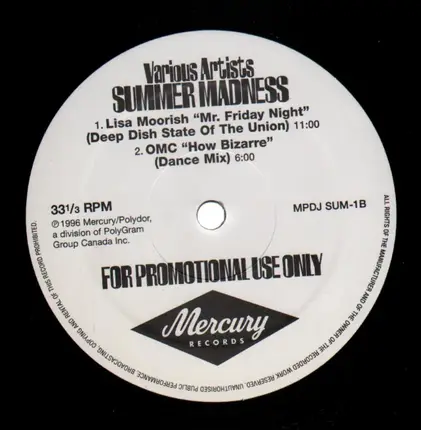 Various Artists
SUMMER MADNESS
1. Lisa Moorish "Mr. Friday Night"
(Deep Dish State Of The Union) 11:00
2. OMC "How Bizarre"
(Dance Mix) 6:00
33 1/3 RPM
MPDJ SUM-1B
℗ 1996 Mercury/Polydor,
a division of PolyGram
Group Canada Inc.
FOR PROMOTIONAL USE ONLY
Mercury
RECORDS
ALL RIGHTS OF THE MANUFACTURER AND OF THE OWNER OF THE RECORDED WORK RESERVED. UNAUTHORISED PUBLIC PERFORMANCE, BROADCASTING, COPYING AND RENTAL OF THIS RECORD PROHIBITED.